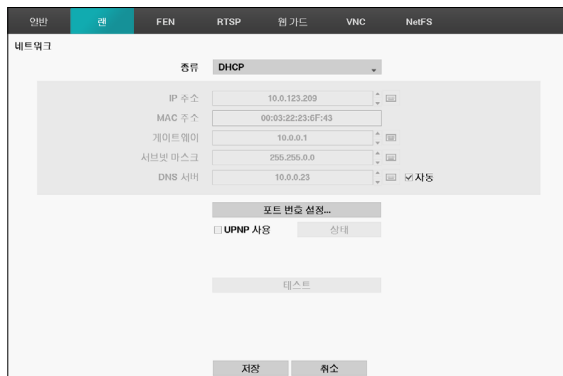 일반 랜 FEN RTSP 웹 가드 VNC NetFS
네트워크
종류 DHCP
IP 주소 10.0.123.209
MAC 주소 00:03:22:23:6F:43
게이트웨이 10.0.0.1
서브넷 마스크 255.255.0.0
DNS 서버 10.0.0.23 자동
포트 번호 설정...
UPNP 사용 상태
테스트
저장 취소